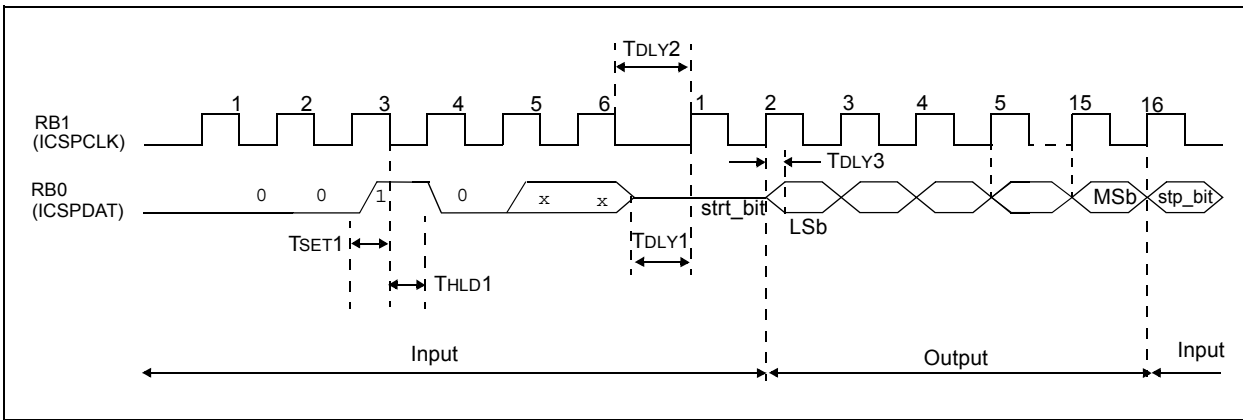 TDLY2
1 2 3 4 5 6 1 2 3 4 5 15 16
RB1
(ICSPCLK)
TDLY3
RB0
(ICSPDAT)
0 0 1 0 x x strt_bit LSb MSb stp_bit
TSET1
TDLY1
THLD1
Input Output Input